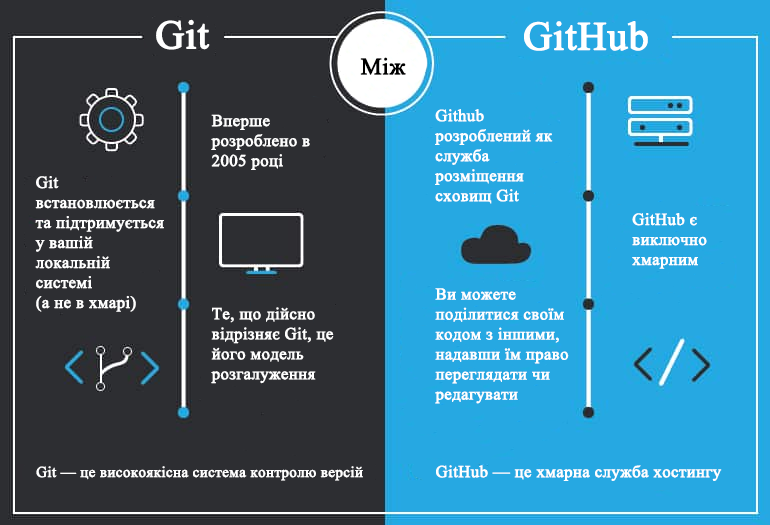 Git
Між
GitHub
Вперше
розроблено в
2005 році
Git
встановлюється
та підтримується
у вашій
локальній
системі
(а не в хмарі)
Те, що дійсно
відрізняє Git, це
його модель
розгалуження
Git — це високоякісна система контролю версій
Github
розроблений як
служба
розміщення
сховищ Git
GitHub є
виключно
хмарним
Ви можете
поділитися своїм
кодом з іншими,
надавши їм право
переглядати чи
редагувати
GitHub — це хмарна служба хостингу